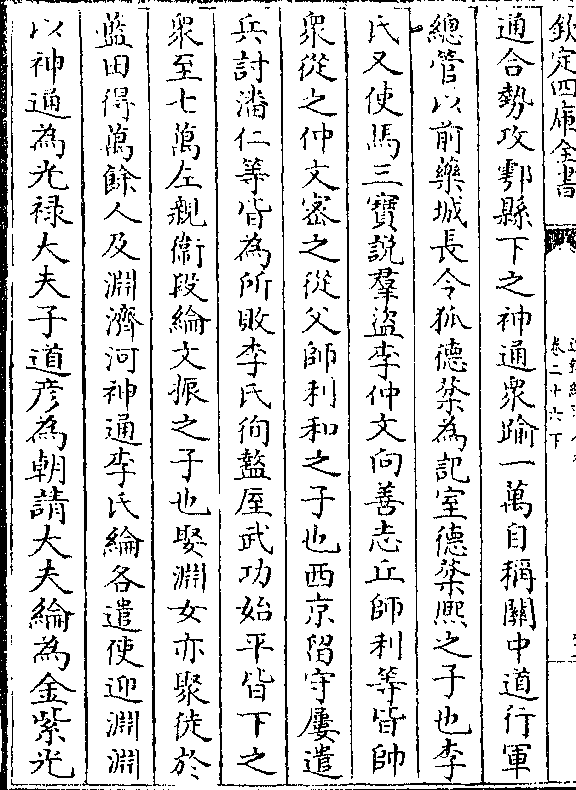 欽定四庫全書
卷二十六下
通合勢攻鄠縣下之神通衆踰一萬自稱關中道行軍
總管以前藥城長令狐德棻為記室德棻熙之子也李
氏又使馬三寶說羣盜李仲文向善志丘師利等皆帥
衆從之仲文密之從父師利和之子也西京留守屢遣
兵討潘仁等皆為所敗李氏徇盩厔武功始平皆下之
衆至七萬左親衞段綸文振之子也娶淵女亦聚徒於
藍田得萬餘人及淵濟河神通李氏綸各遣使迎淵淵
以神通為光禄大夫子道彦為朝請大夫綸為金紫光